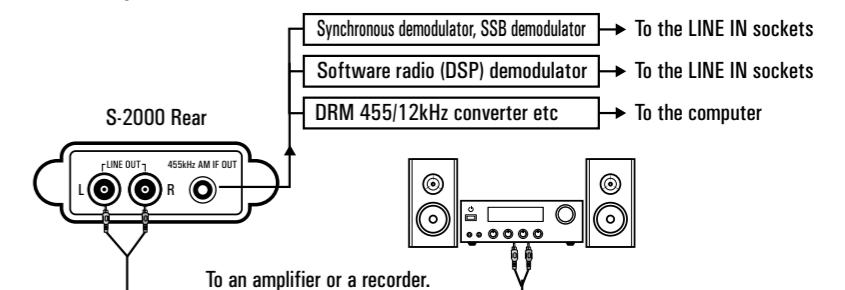 Synchronous demodulator, SSB demodulator
To the LINE IN sockets
Software radio (DSP) demodulator
To the LINE IN sockets
DRM 455/12kHz converter etc
To the computer
S-2000 Rear
LINE OUT
455kHz AM IF OUT
L
R
To an amplifier or a recorder.